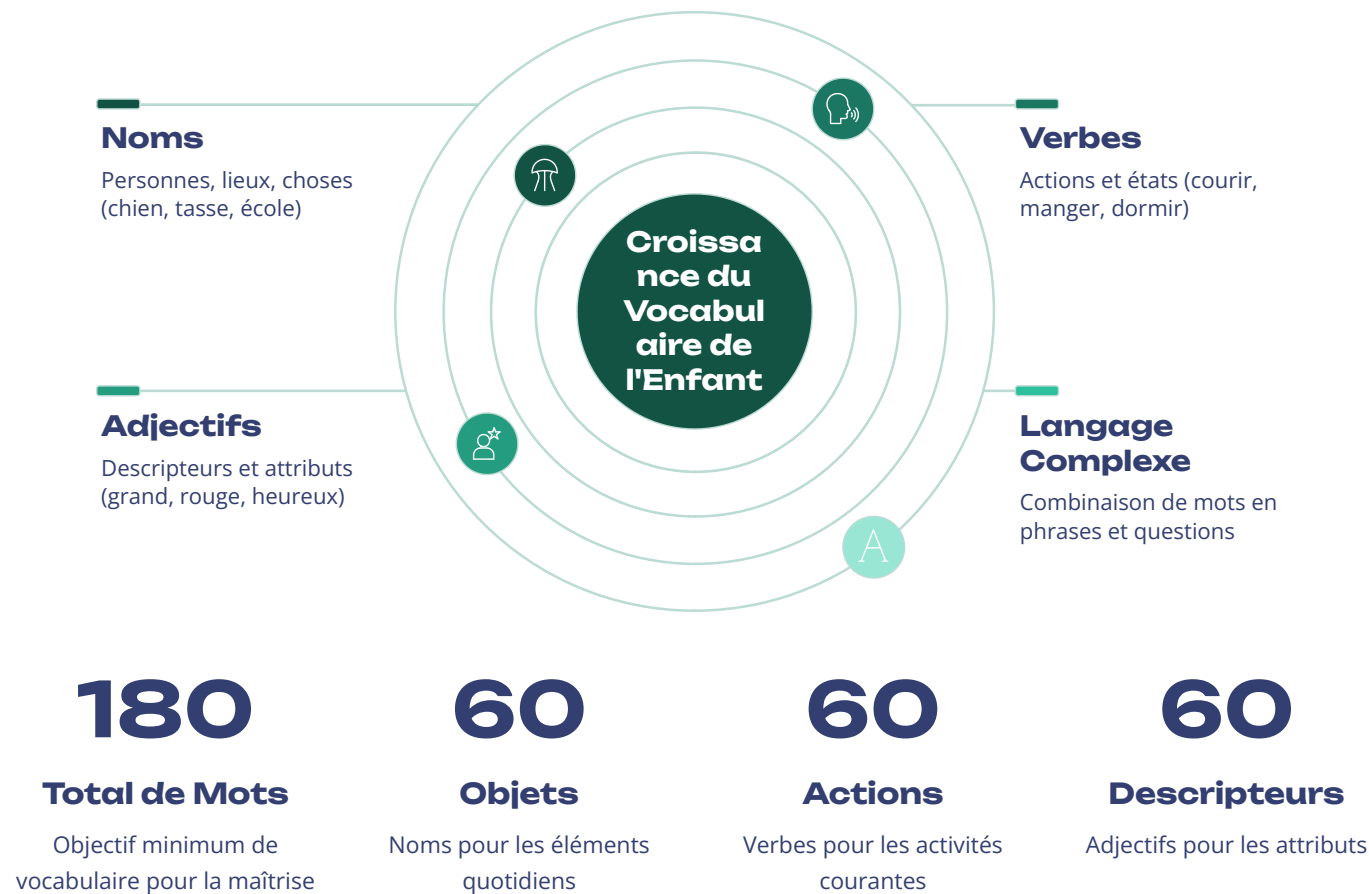 Noms
Personnes, lieux, choses
(chien, tasse, école)
Verbes
Actions et états (courir,
manger, dormir)
Croissa
nce du
Vocabul
aire de
l'Enfant
Adjectifs
Descripteurs et attributs
(grand, rouge, heureux)
Langage
Complexe
Combinaison de mots en
phrases et questions
A
180
Total de Mots
Objectif minimum de
vocabulaire pour la maîtrise
60
Objets
Noms pour les éléments
quotidiens
60
Actions
Verbes pour les activités
courantes
60
Descripteurs
Adjectifs pour les attributs